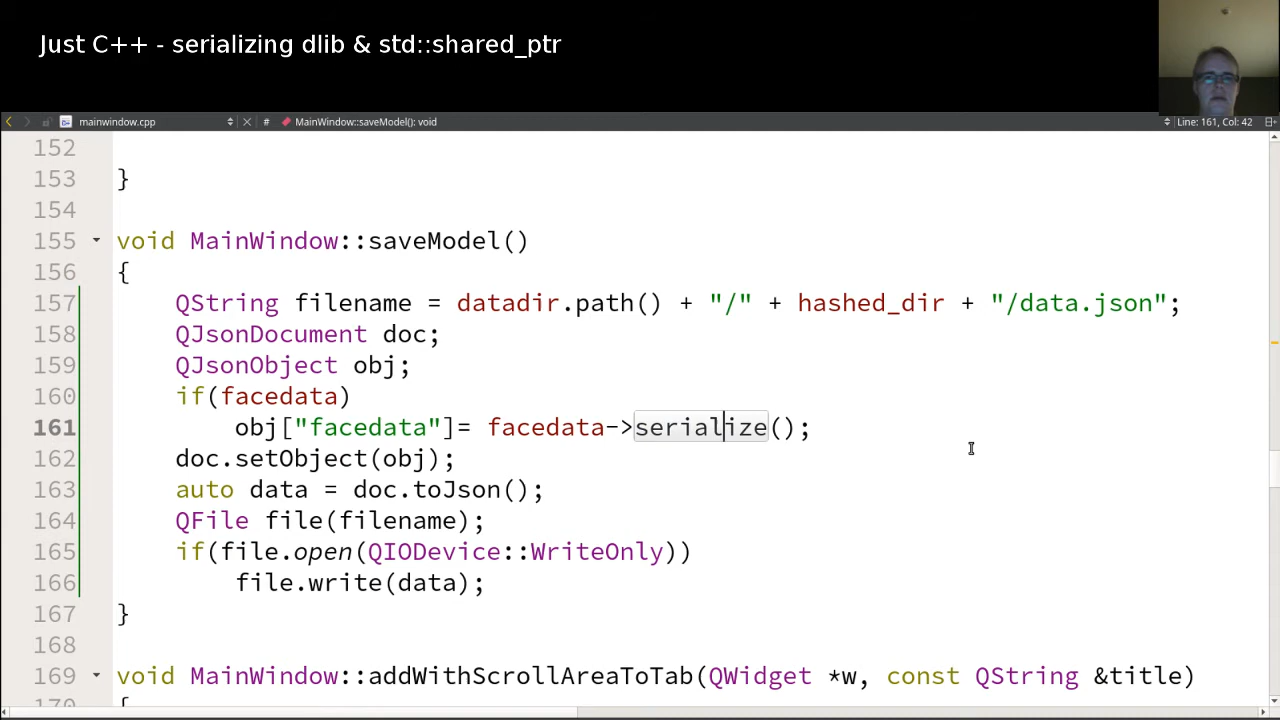 Just C++ - serializing dlib & std::shared_ptr
mainwindow.cpp # MainWindow::saveModel(): void Line: 161, Col: 42
152
153 }
154
155 void MainWindow::saveModel()
156 {
157 QString filename = datadir.path() + "/" + hashed_dir + "/data.json";
158 QJsonDocument doc;
159 QJsonObject obj;
160 if(facedata)
161 obj["facedata"]= facedata->serialize();
162 doc.setObject(obj);
163 auto data = doc.toJson();
164 QFile file(filename);
165 if(file.open(QIODevice::WriteOnly))
166 file.write(data);
167 }
168
169 void MainWindow::addWithScrollAreaToTab(QWidget *w, const QString &title)
170 {